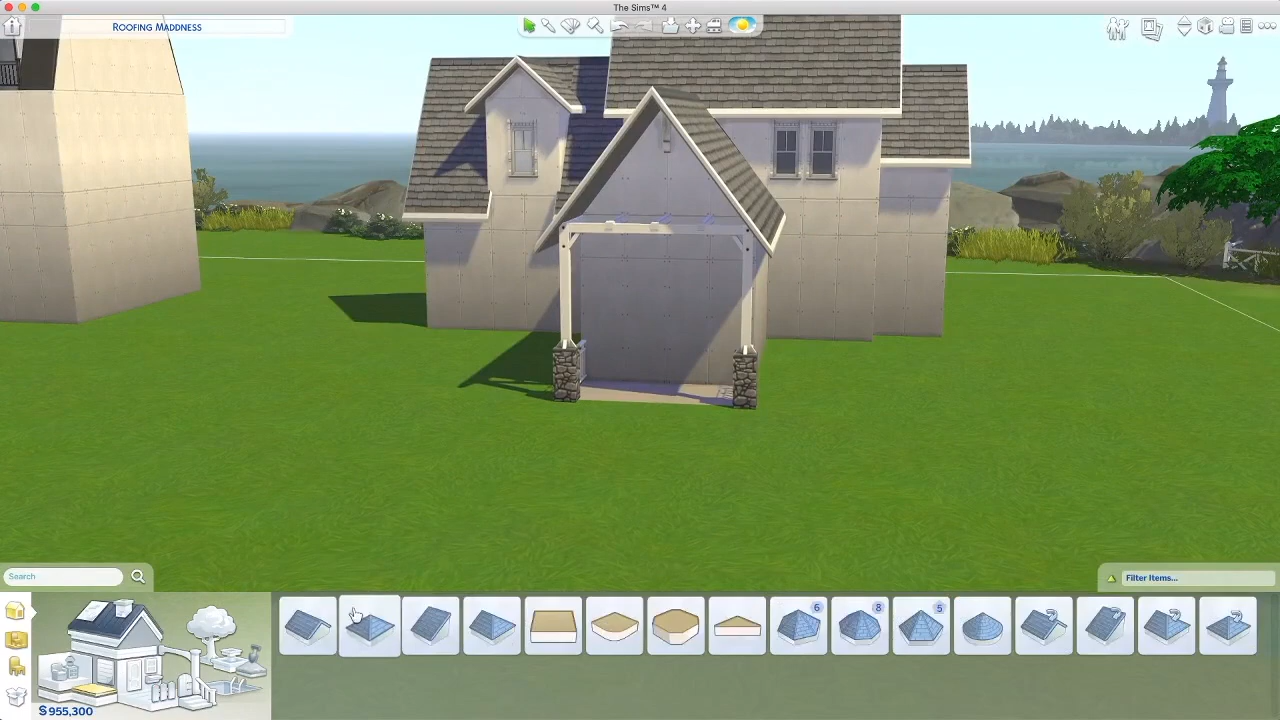 The Sims™ 4
Roofing Maddness
Search
Filter Items...
6
8
5
§955,300